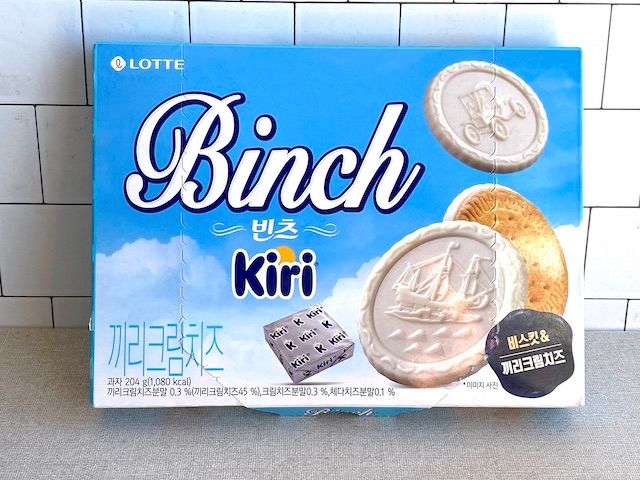 LOTTE
Binch
빈츠
Kiri
끼리크림치즈
Kiri
K
K
K
Kiri
비스킷 &
끼리크림치즈
과자 204 g(1,080 kcal)
끼리크림치즈분말 0.3 %(끼리크림치즈45 %),크림치즈분말0.3 %,체다치즈분말0.1 %
*이미지 사진
Binch